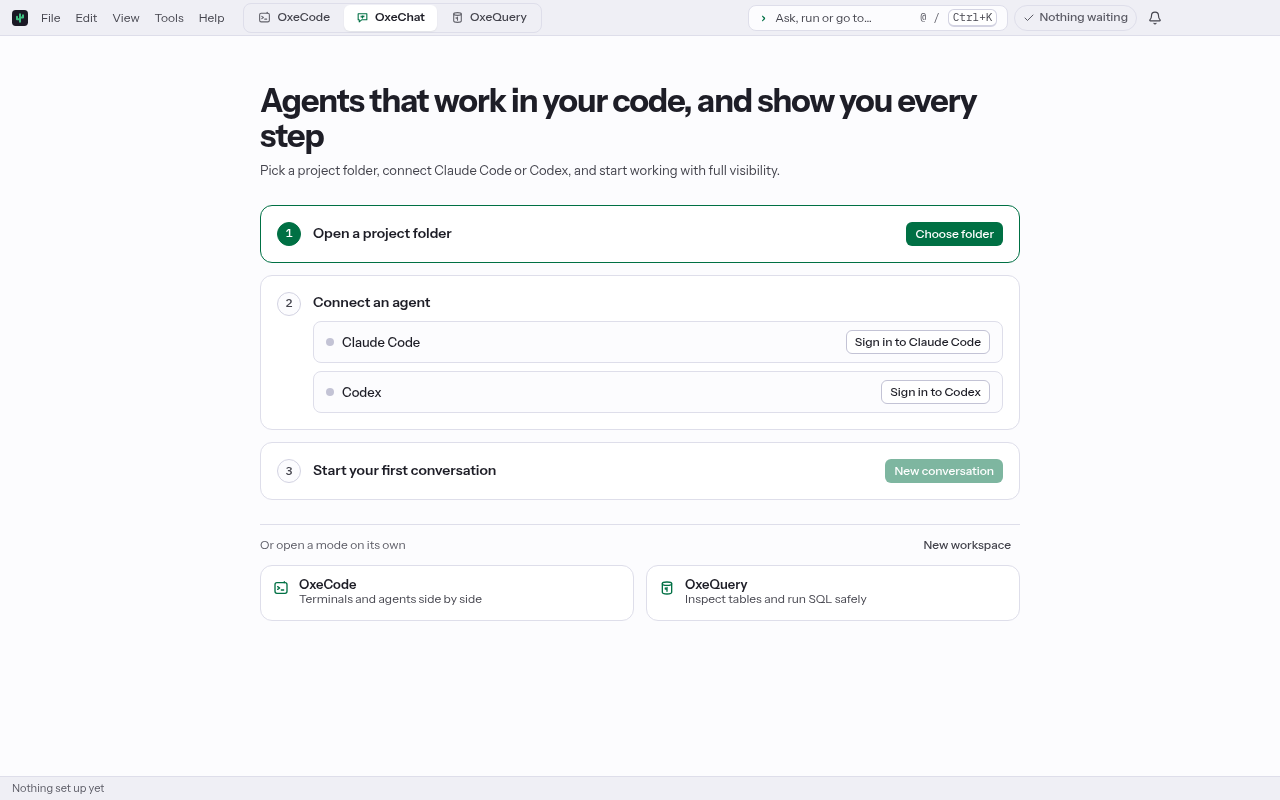 File Edit View Tools Help OxeCode OxeChat OxeQuery Ask, run or go to... @ / Ctrl+K Nothing waiting
Agents that work in your code, and show you every
step
Pick a project folder, connect Claude Code or Codex, and start working with full visibility.
1 Open a project folder Choose folder
2 Connect an agent
Claude Code Sign in to Claude Code
Codex Sign in to Codex
3 Start your first conversation New conversation
Or open a mode on its own New workspace
OxeCode
Terminals and agents side by side
OxeQuery
Inspect tables and run SQL safely
Nothing set up yet